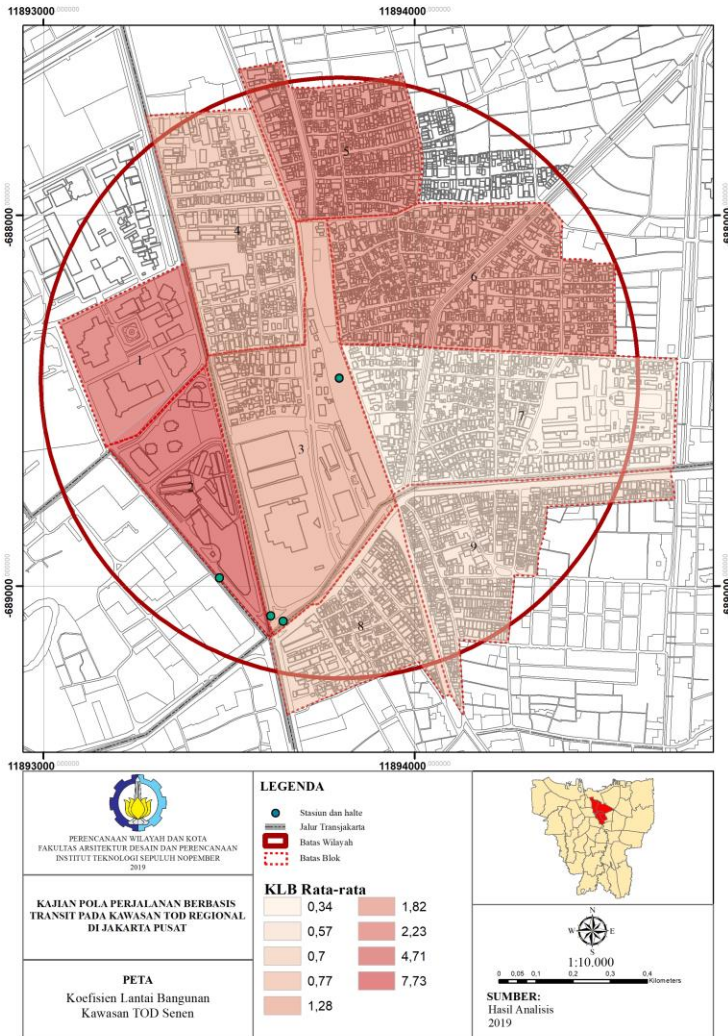 11893000
11894000
-688000
-688000
5
4
6
1
7
3
2
9
8
-689000
-689000
11893000
11894000
PERENCANAAN WILAYAH DAN KOTA
FAKULTAS ARSITEKTUR DESAIN DAN PERENCANAAN
INSTITUT TEKNOLOGI SEPULUH NOPEMBER
2019
KAJIAN POLA PERJALANAN BERBASIS
TRANSIT PADA KAWASAN TOD REGIONAL
DI JAKARTA PUSAT
PETA
Koefisien Lantai Bangunan
Kawasan TOD Senen
LEGENDA
Stasiun dan halte
Jalur Transjakarta
Batas Wilayah
Batas Blok
KLB Rata-rata
0,34
0,57
0,7
0,77
1,28
1,82
2,23
4,71
7,73
N
W E
S
1:10.000
0 0,05 0,1 0,2 0,3 0,4
Kilometers
SUMBER:
Hasil Analisis
2019